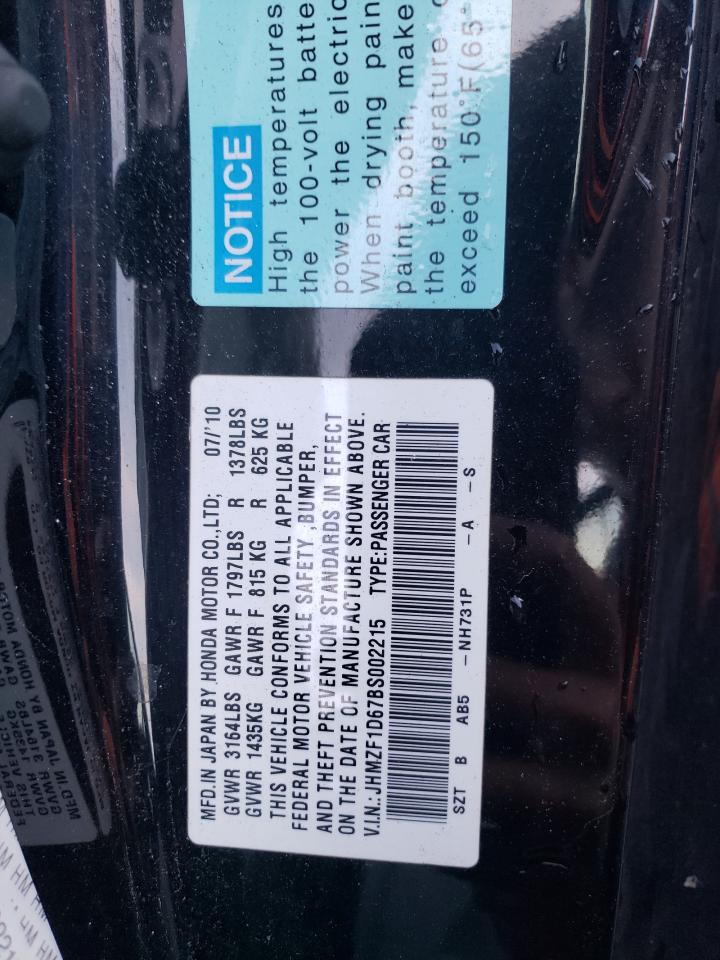 NOTICE
High temperatures
the 100-volt batte
power the electric
When drying pain
paint booth, make
the temperature
exceed 150°F(65
MFD.IN JAPAN BY HONDA MOTOR CO.,LTD; 07/'10
GVWR 3164LBS GAWR F 1797LBS R 1378LBS
GVWR 1435KG GAWR F 815 KG R 625 KG
THIS VEHICLE CONFORMS TO ALL APPLICABLE
FEDERAL MOTOR VEHICLE SAFETY ,BUMPER,
AND THEFT PREVENTION STANDARDS IN EFFECT
ON THE DATE OF MANUFACTURE SHOWN ABOVE.
V.IN.:JHMZF1D67BS002215 TYPE:PASSENGER CAR
SZT B AB5 -NH731P -A -S